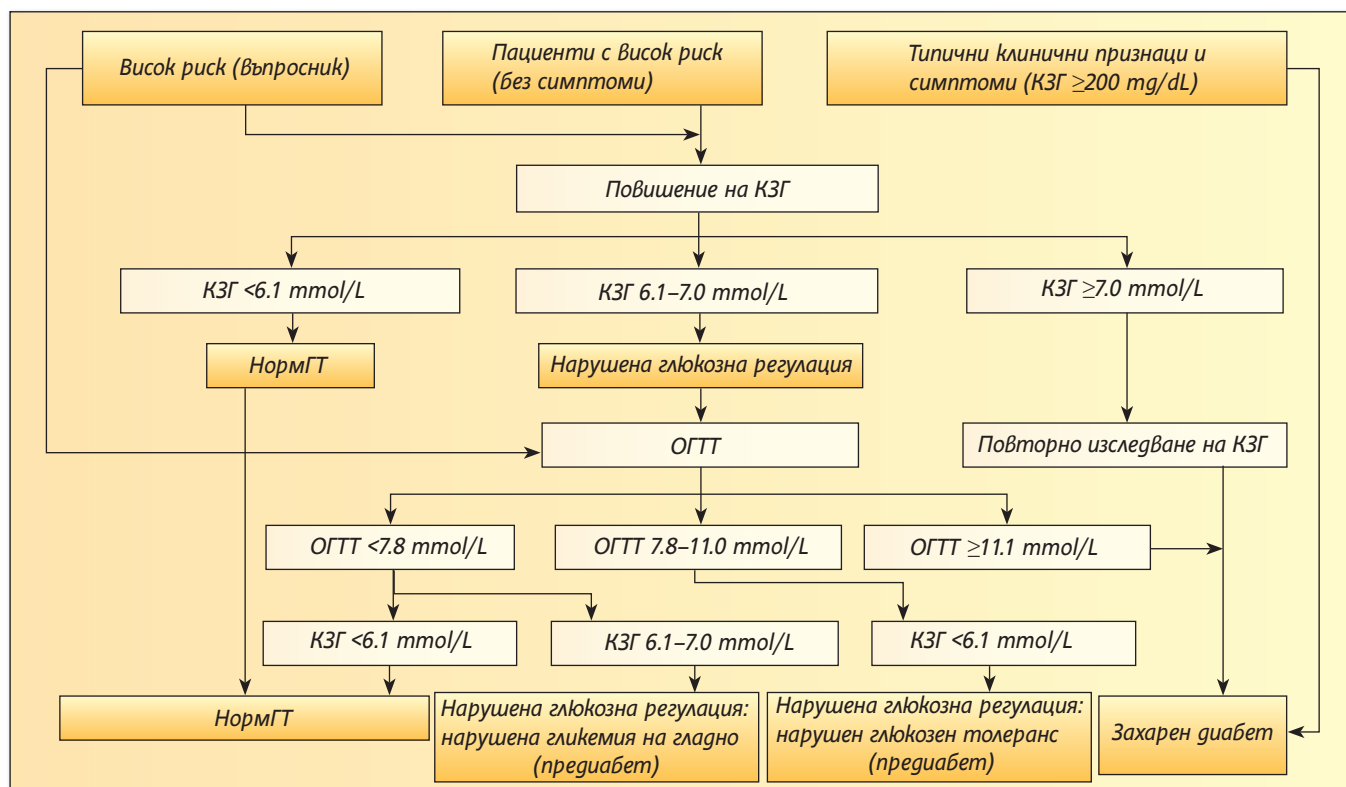 Висок риск (въпросник)
Пациенти с висок риск
(без симптоми)
Типични клинични признаци и
симптоми (КЗГ ≥200 mg/dL)
Повишение на КЗГ
КЗГ <6.1 mmol/L
КЗГ 6.1–7.0 mmol/L
КЗГ ≥7.0 mmol/L
НормГТ
Нарушена глюкозна регулация
ОГТТ
Повторно изследване на КЗГ
ОГТТ <7.8 mmol/L
ОГТТ 7.8–11.0 mmol/L
ОГТТ ≥11.1 mmol/L
КЗГ <6.1 mmol/L
КЗГ 6.1–7.0 mmol/L
КЗГ <6.1 mmol/L
НормГТ
Нарушена глюкозна регулация:
нарушена гликемия на гладно
(предиабет)
Нарушена глюкозна регулация:
нарушен глюкозен толеранс
(предиабет)
Захарен диабет